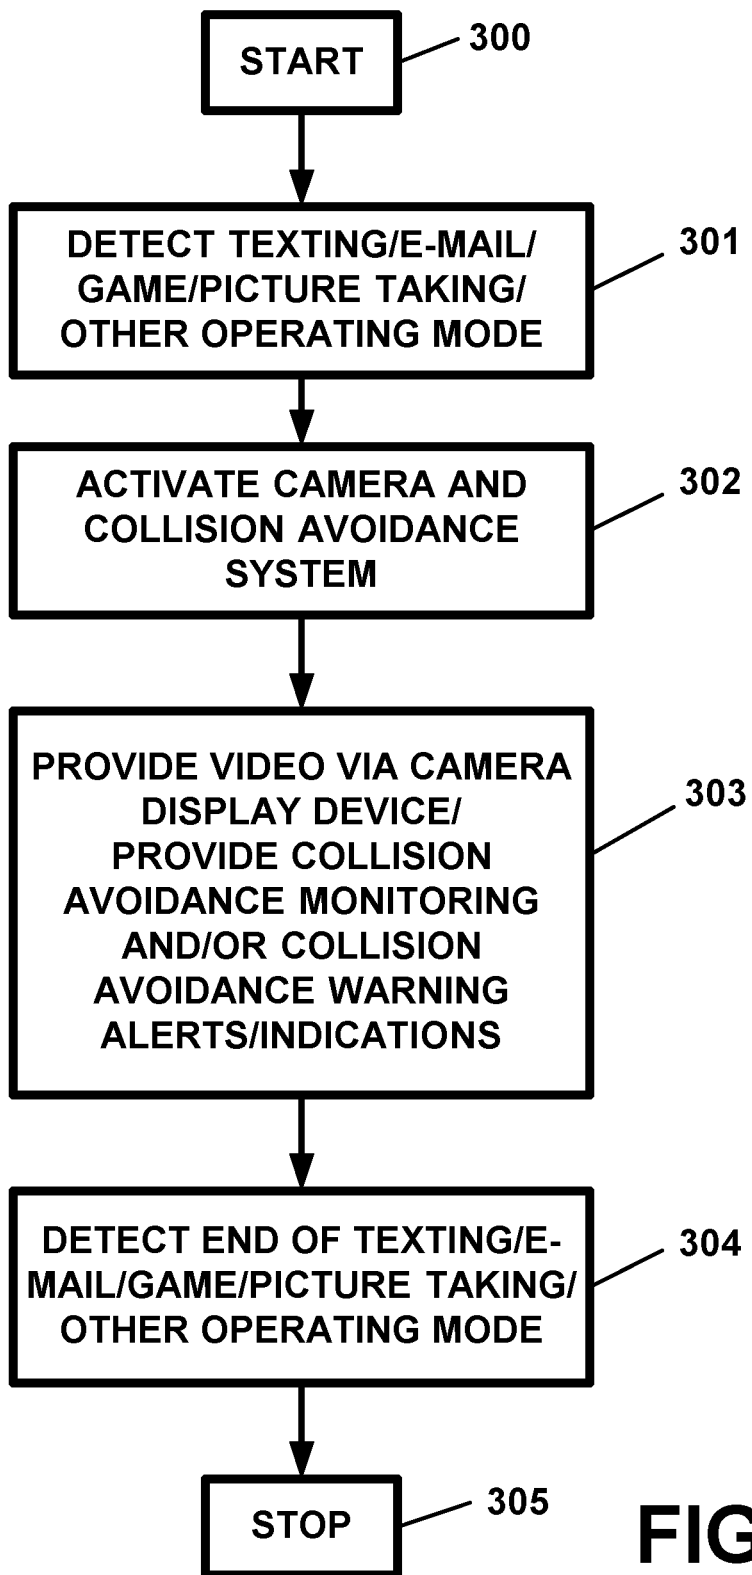 START
300
DETECT TEXTING/E-MAIL/
GAME/PICTURE TAKING/
OTHER OPERATING MODE
301
ACTIVATE CAMERA AND
COLLISION AVOIDANCE
SYSTEM
302
PROVIDE VIDEO VIA CAMERA
DISPLAY DEVICE/
PROVIDE COLLISION
AVOIDANCE MONITORING
AND/OR COLLISION
AVOIDANCE WARNING
ALERTS/INDICATIONS
303
DETECT END OF TEXTING/E-
MAIL/GAME/PICTURE TAKING/
OTHER OPERATING MODE
304
STOP
305
FIG